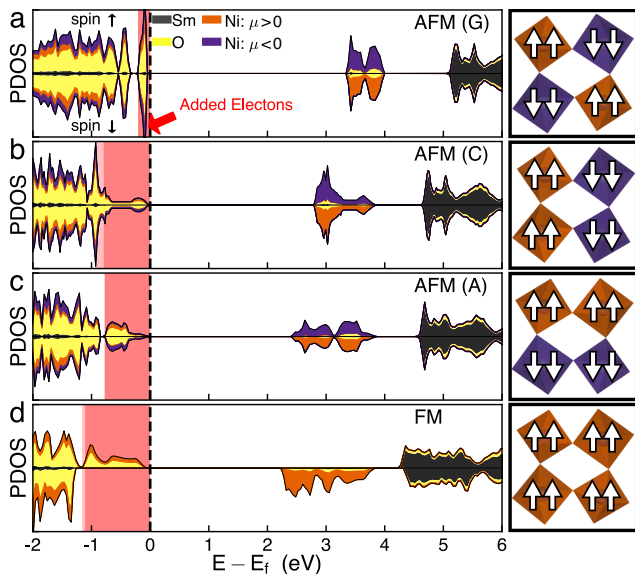 a
spin ↑
Sm
Ni: μ>0
AFM (G)
O
Ni: μ<0
PDOS
spin ↓
Added Electons
b
AFM (C)
PDOS
c
AFM (A)
PDOS
d
FM
PDOS
-2 -1 0 1 2 3 4 5 6
E − Ef (eV)